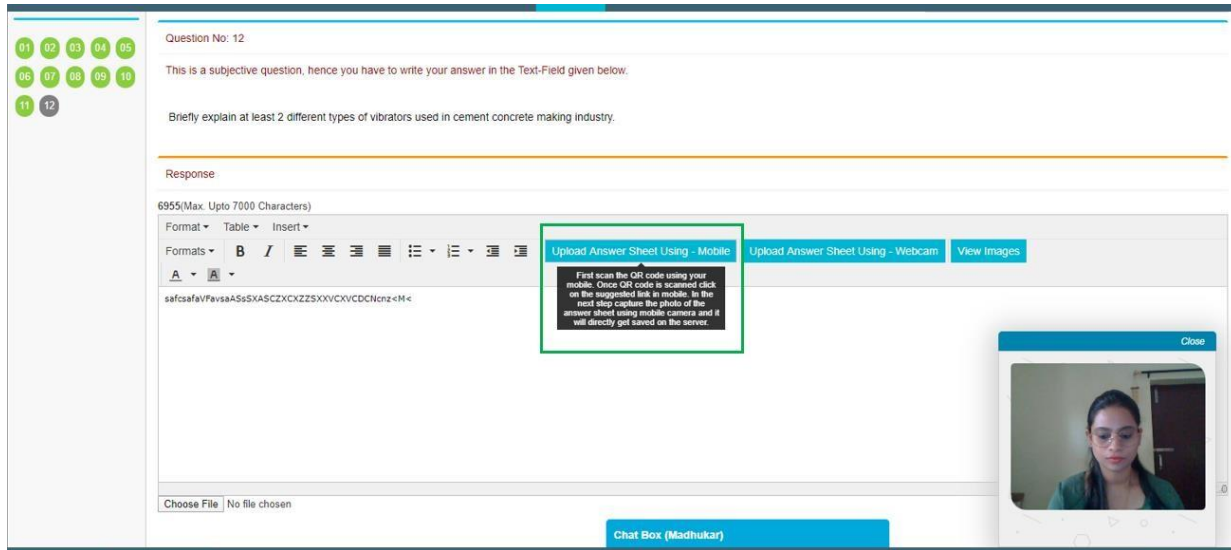 01 02 03 04 05
06 07 08 09 10
11 12
Question No: 12
This is a subjective question, hence you have to write your answer in the Text-Field given below.
Briefly explain at least 2 different types of vibrators used in cement concrete making industry.
Response
6955(Max. Upto 7000 Characters)
Format Table Insert
Formats B I Upload Answer Sheet Using - Mobile Upload Answer Sheet Using - Webcam View Images
A A
First scan the QR code using your
mobile. Once QR code is scanned click
on the suggested link in mobile. In the
next step capture the photo of the
answer sheet using mobile camera and it
will directly get saved on the server.
safcsafaVFavsaASsSXASCZXCXZZSXXVCXVCDCNcnz<M<
Close
Choose File No file chosen
Chat Box (Madhukar)